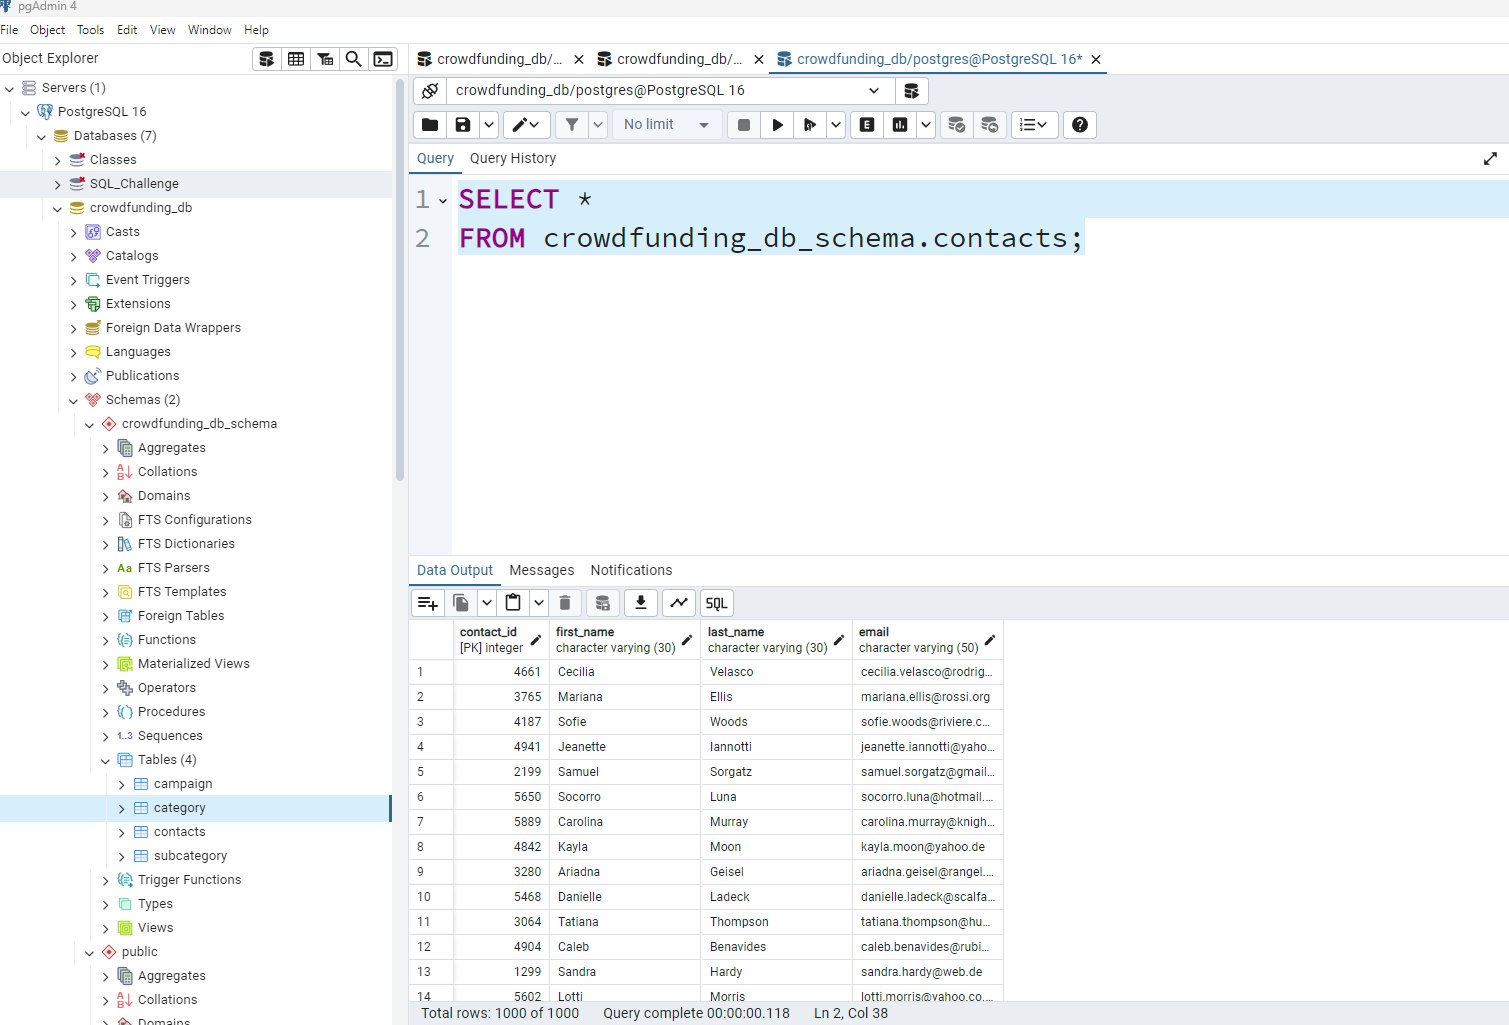 pgAdmin 4
File Object Tools Edit View Window Help
Object Explorer
Servers (1)
PostgreSQL 16
Databases (7)
Classes
SQL_Challenge
crowdfunding_db
Casts
Catalogs
Event Triggers
Extensions
Foreign Data Wrappers
Languages
Publications
Schemas (2)
crowdfunding_db_schema
Aggregates
Collations
Domains
FTS Configurations
FTS Dictionaries
Aa FTS Parsers
FTS Templates
Foreign Tables
Functions
Materialized Views
Operators
Procedures
1..3 Sequences
Tables (4)
campaign
category
contacts
subcategory
Trigger Functions
Types
Views
public
Aggregates
Collations
Domains
crowdfunding_db/... crowdfunding_db/... crowdfunding_db/postgres@PostgreSQL 16*
crowdfunding_db/postgres@PostgreSQL 16
No limit E
Query Query History
1 SELECT *
2 FROM crowdfunding_db_schema.contacts;
Data Output Messages Notifications
SQL
contact_id first_name last_name email
[PK] integer character varying (30) character varying (30) character varying (50)
1 4661 Cecilia Velasco cecilia.velasco@rodrig...
2 3765 Mariana Ellis mariana.ellis@rossi.org
3 4187 Sofie Woods sofie.woods@riviere.c...
4 4941 Jeanette Iannotti jeanette.iannotti@yaho...
5 2199 Samuel Sorgatz samuel.sorgatz@gmail...
6 5650 Socorro Luna socorro.luna@hotmail....
7 5889 Carolina Murray carolina.murray@knigh...
8 4842 Kayla Moon kayla.moon@yahoo.de
9 3280 Ariadna Geisel ariadna.geisel@rangel....
10 5468 Danielle Ladeck danielle.ladeck@scalfa...
11 3064 Tatiana Thompson tatiana.thompson@hu...
12 4904 Caleb Benavides caleb.benavides@rubi...
13 1299 Sandra Hardy sandra.hardy@web.de
14 5602 Lotti Morris lotti.morris@yahoo.co....
Total rows: 1000 of 1000 Query complete 00:00:00.118 Ln 2, Col 38